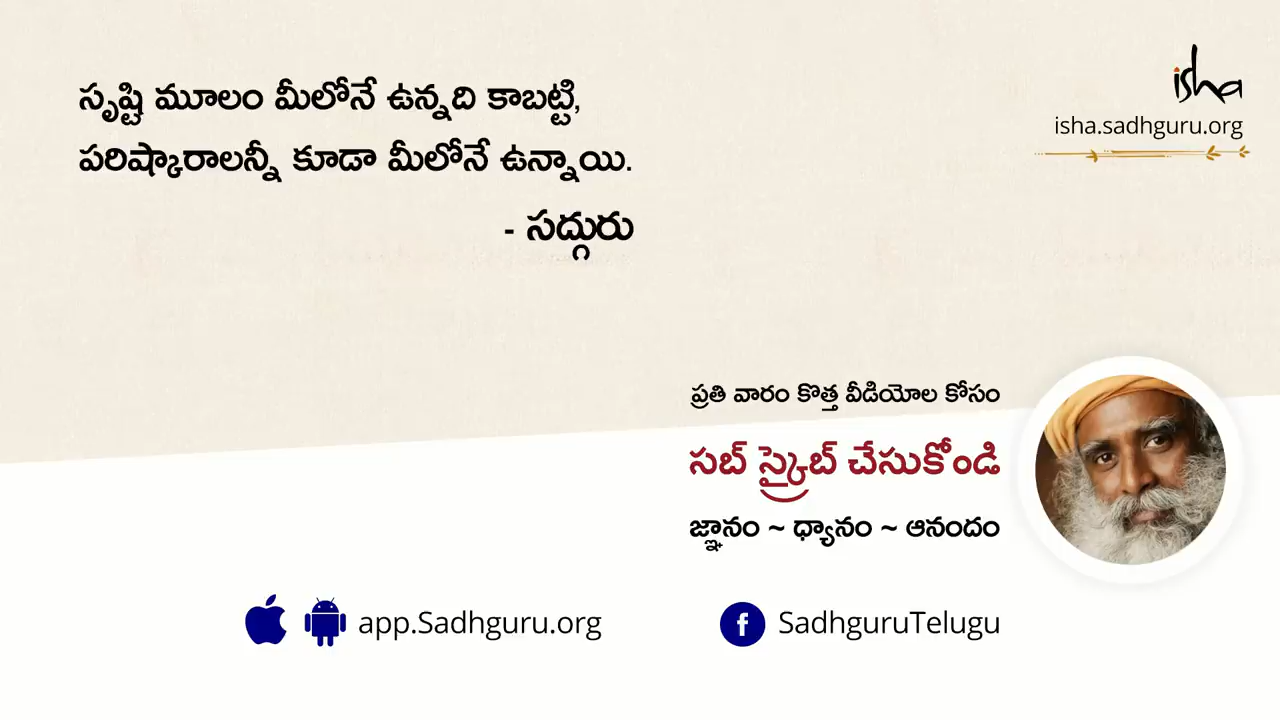 సృష్టి మూలం మీలోనే ఉన్నది కాబట్టి,
పరిష్కారాలన్నీ కూడా మీలోనే ఉన్నాయి.
- సద్గురు
isha
isha.sadhguru.org
ప్రతి వారం కొత్త వీడియోల కోసం
సబ్ స్క్రైబ్ చేసుకోండి
జ్ఞానం ~ ధ్యానం ~ ఆనందం
app.Sadhguru.org
SadhguruTelugu